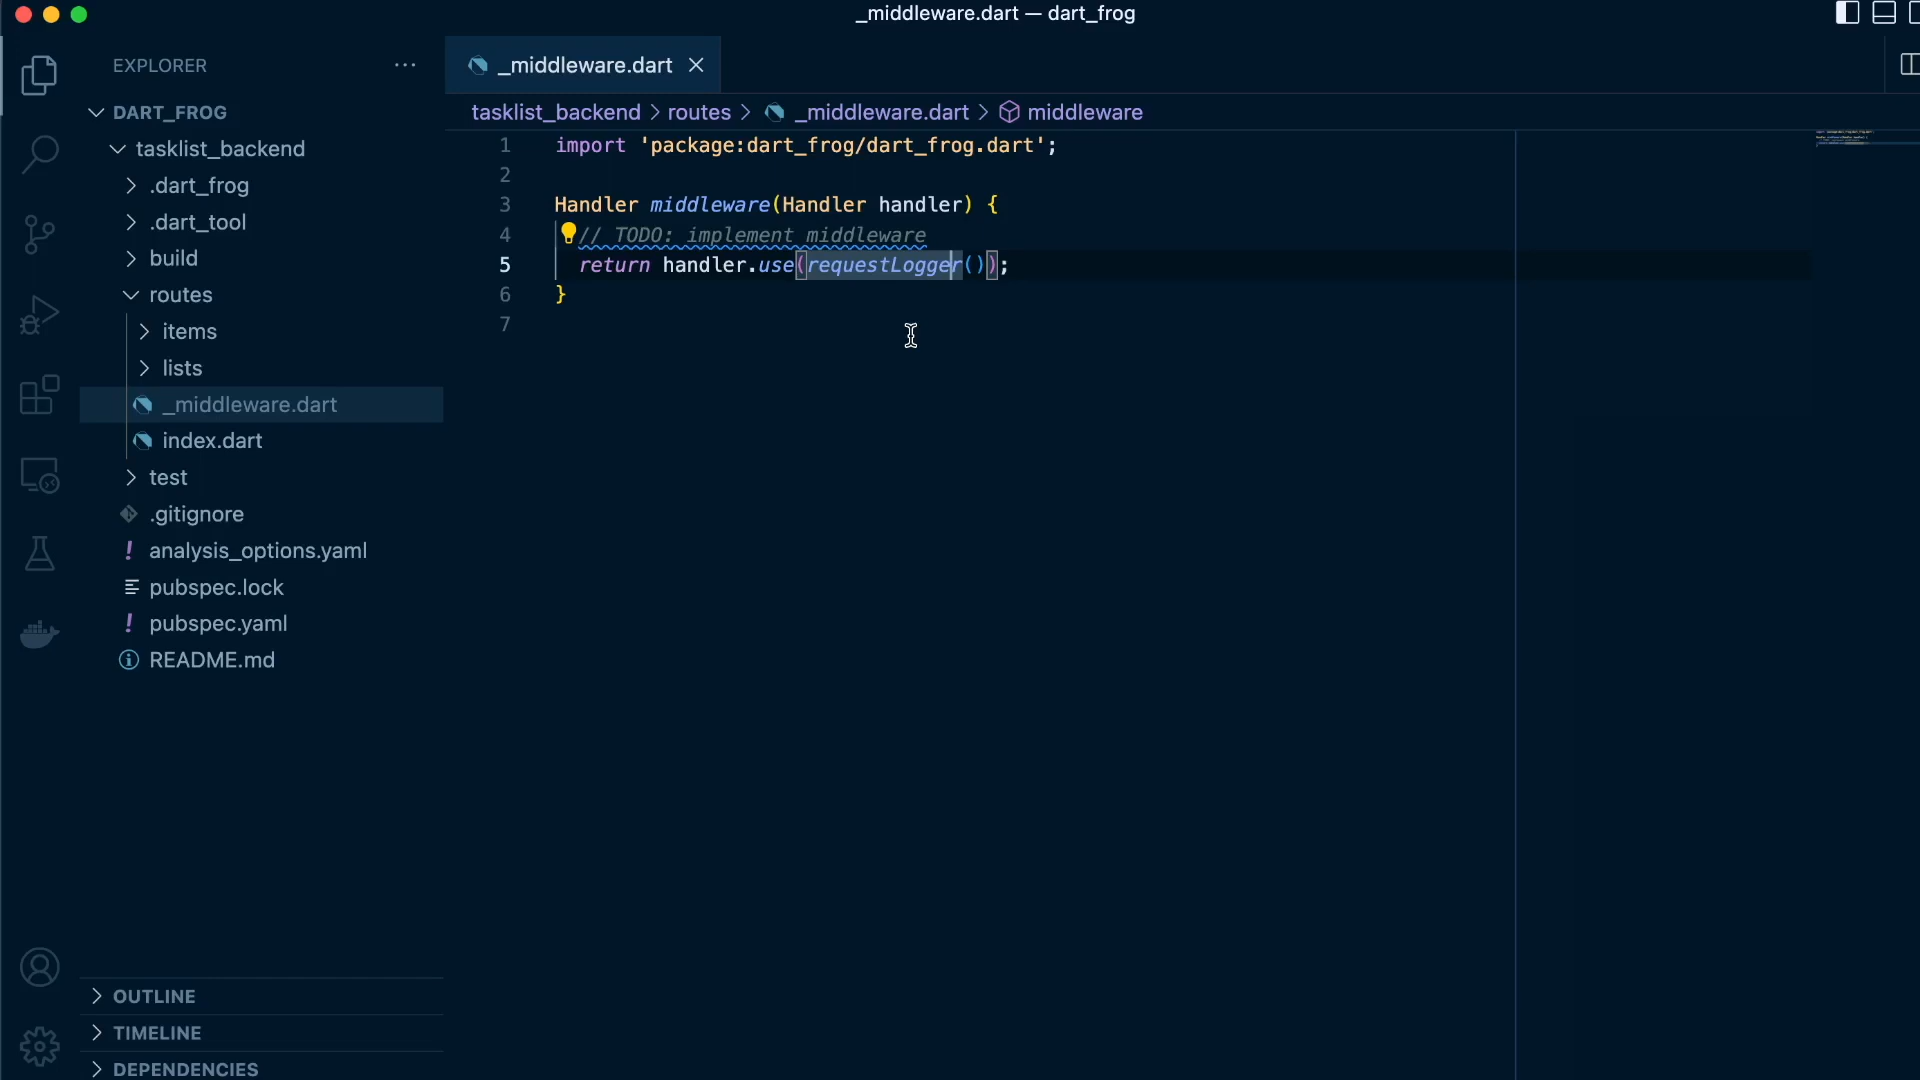 _middleware.dart — dart_frog
EXPLORER
DART_FROG
tasklist_backend
.dart_frog
.dart_tool
build
routes
items
lists
_middleware.dart
index.dart
test
.gitignore
analysis_options.yaml
pubspec.lock
pubspec.yaml
README.md
OUTLINE
TIMELINE
DEPENDENCIES
_middleware.dart
tasklist_backend > routes > _middleware.dart > middleware
1 import 'package:dart_frog/dart_frog.dart';
2
3 Handler middleware(Handler handler) {
4 // TODO: implement middleware
5 return handler.use(requestLogger());
6 }
7